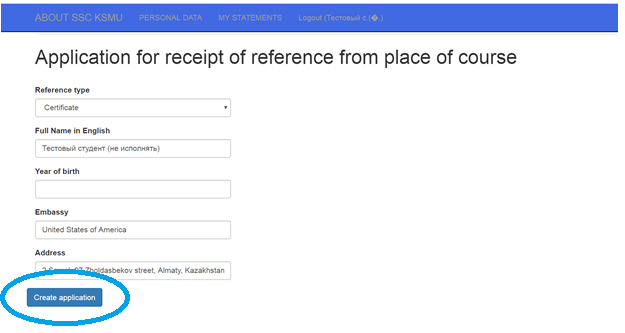 ABOUT SSC KSMU PERSONAL DATA MY STATEMENTS Logout (Тестовый с.(�.)
Application for receipt of reference from place of course
Reference type
Certificate
Full Name in English
Тестовый студент (не исполнять)
Year of birth
Embassy
United States of America
Address
97 Zholdasbekov street, Almaty, Kazakhstan
Create application